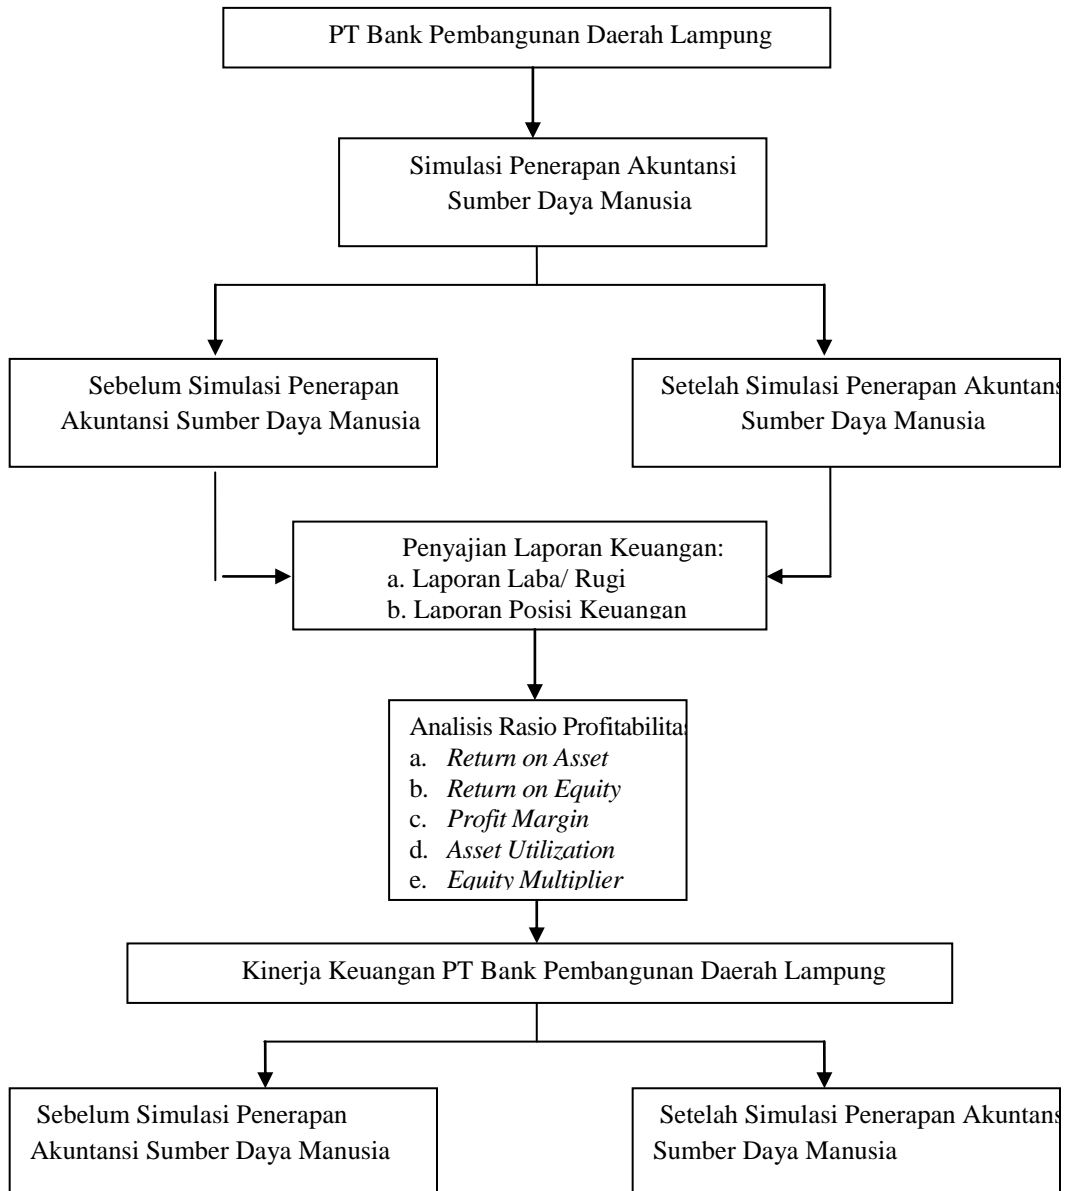 PT Bank Pembangunan Daerah Lampung
Simulasi Penerapan Akuntansi
Sumber Daya Manusia
Sebelum Simulasi Penerapan
Akuntansi Sumber Daya Manusia
Setelah Simulasi Penerapan Akuntans
Sumber Daya Manusia
Penyajian Laporan Keuangan:
a. Laporan Laba/ Rugi
b. Laporan Posisi Keuangan
Analisis Rasio Profitabilitas
a. Return on Asset
b. Return on Equity
c. Profit Margin
d. Asset Utilization
e. Equity Multiplier
Kinerja Keuangan PT Bank Pembangunan Daerah Lampung
Sebelum Simulasi Penerapan
Akuntansi Sumber Daya Manusia
Setelah Simulasi Penerapan Akuntans
Sumber Daya Manusia